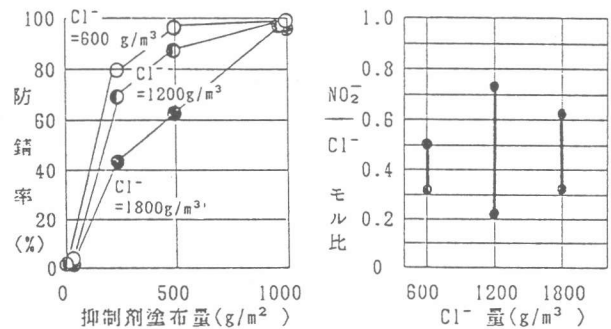 防錆率(%)
100
80
60
40
20
0
Cl⁻
=600 g/m³
Cl⁻
=1200g/m³
Cl⁻
=1800g/m³
0 500 1000
抑制剤塗布量(g/m²)
NO₂⁻
Cl⁻
モル比
1.0
0.8
0.6
0.4
0.2
0
600 1200 1800
Cl⁻ 量(g/m³)